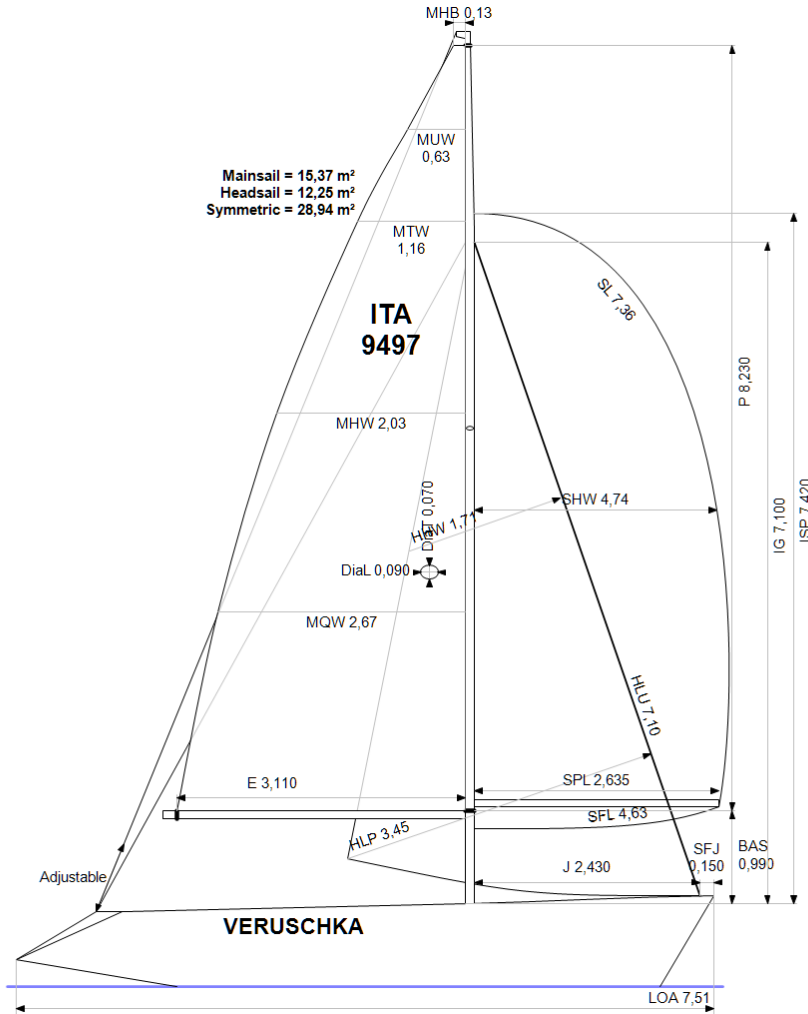 MHB 0,13
MUW
0,63
Mainsail = 15,37 m²
Headsail = 12,25 m²
Symmetric = 28,94 m²
MTW
1,16
SL 7,36
ITA
9497
P 8,230
MHW 2,03
IG 7,100
ISP 7,420
SHW 4,74
DiaT 0,070
HHW 1,71
DiaL 0,090
MQW 2,67
HLU 7,10
E 3,110
SPL 2,635
SFL 4,63
HLP 3,45
SFJ
0,150
BAS
0,990
J 2,430
Adjustable
VERUSCHKA
LOA 7,51